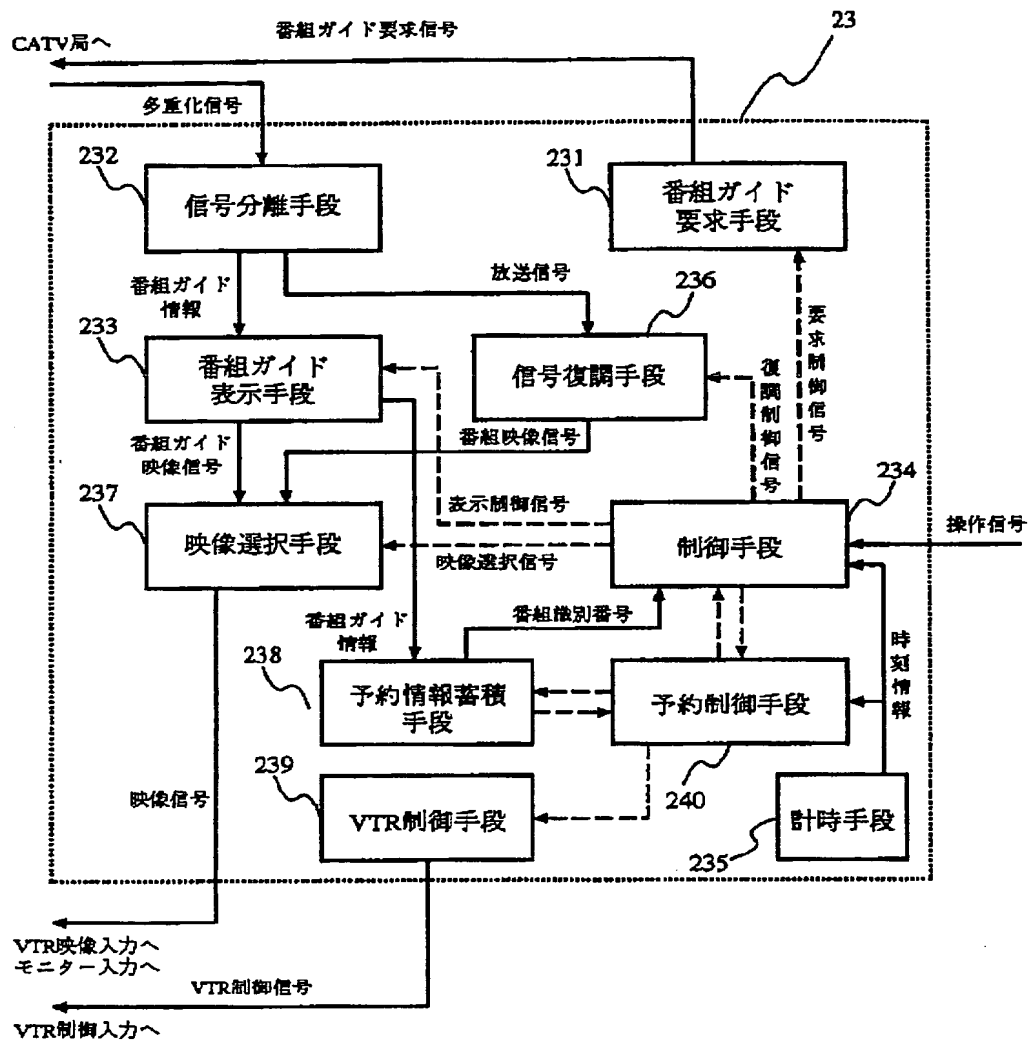 番組ガイド要求信号
23
CATV局へ
多重化信号
232
信号分離手段
231
番組ガイド
要求手段
番組ガイド
情報
放送信号
236
233
番組ガイド
表示手段
信号復調手段
復調制御信号
要求制御信号
番組ガイド
映像信号
番組映像信号
237
映像選択手段
表示制御信号
映像選択信号
234
制御手段
操作信号
番組ガイド
情報
番組識別番号
時刻情報
238
予約情報蓄積
手段
予約制御手段
240
239
VTR制御手段
計時手段
235
映像信号
VTR映像入力へ
モニター入力へ
VTR制御信号
VTR制御入力へ